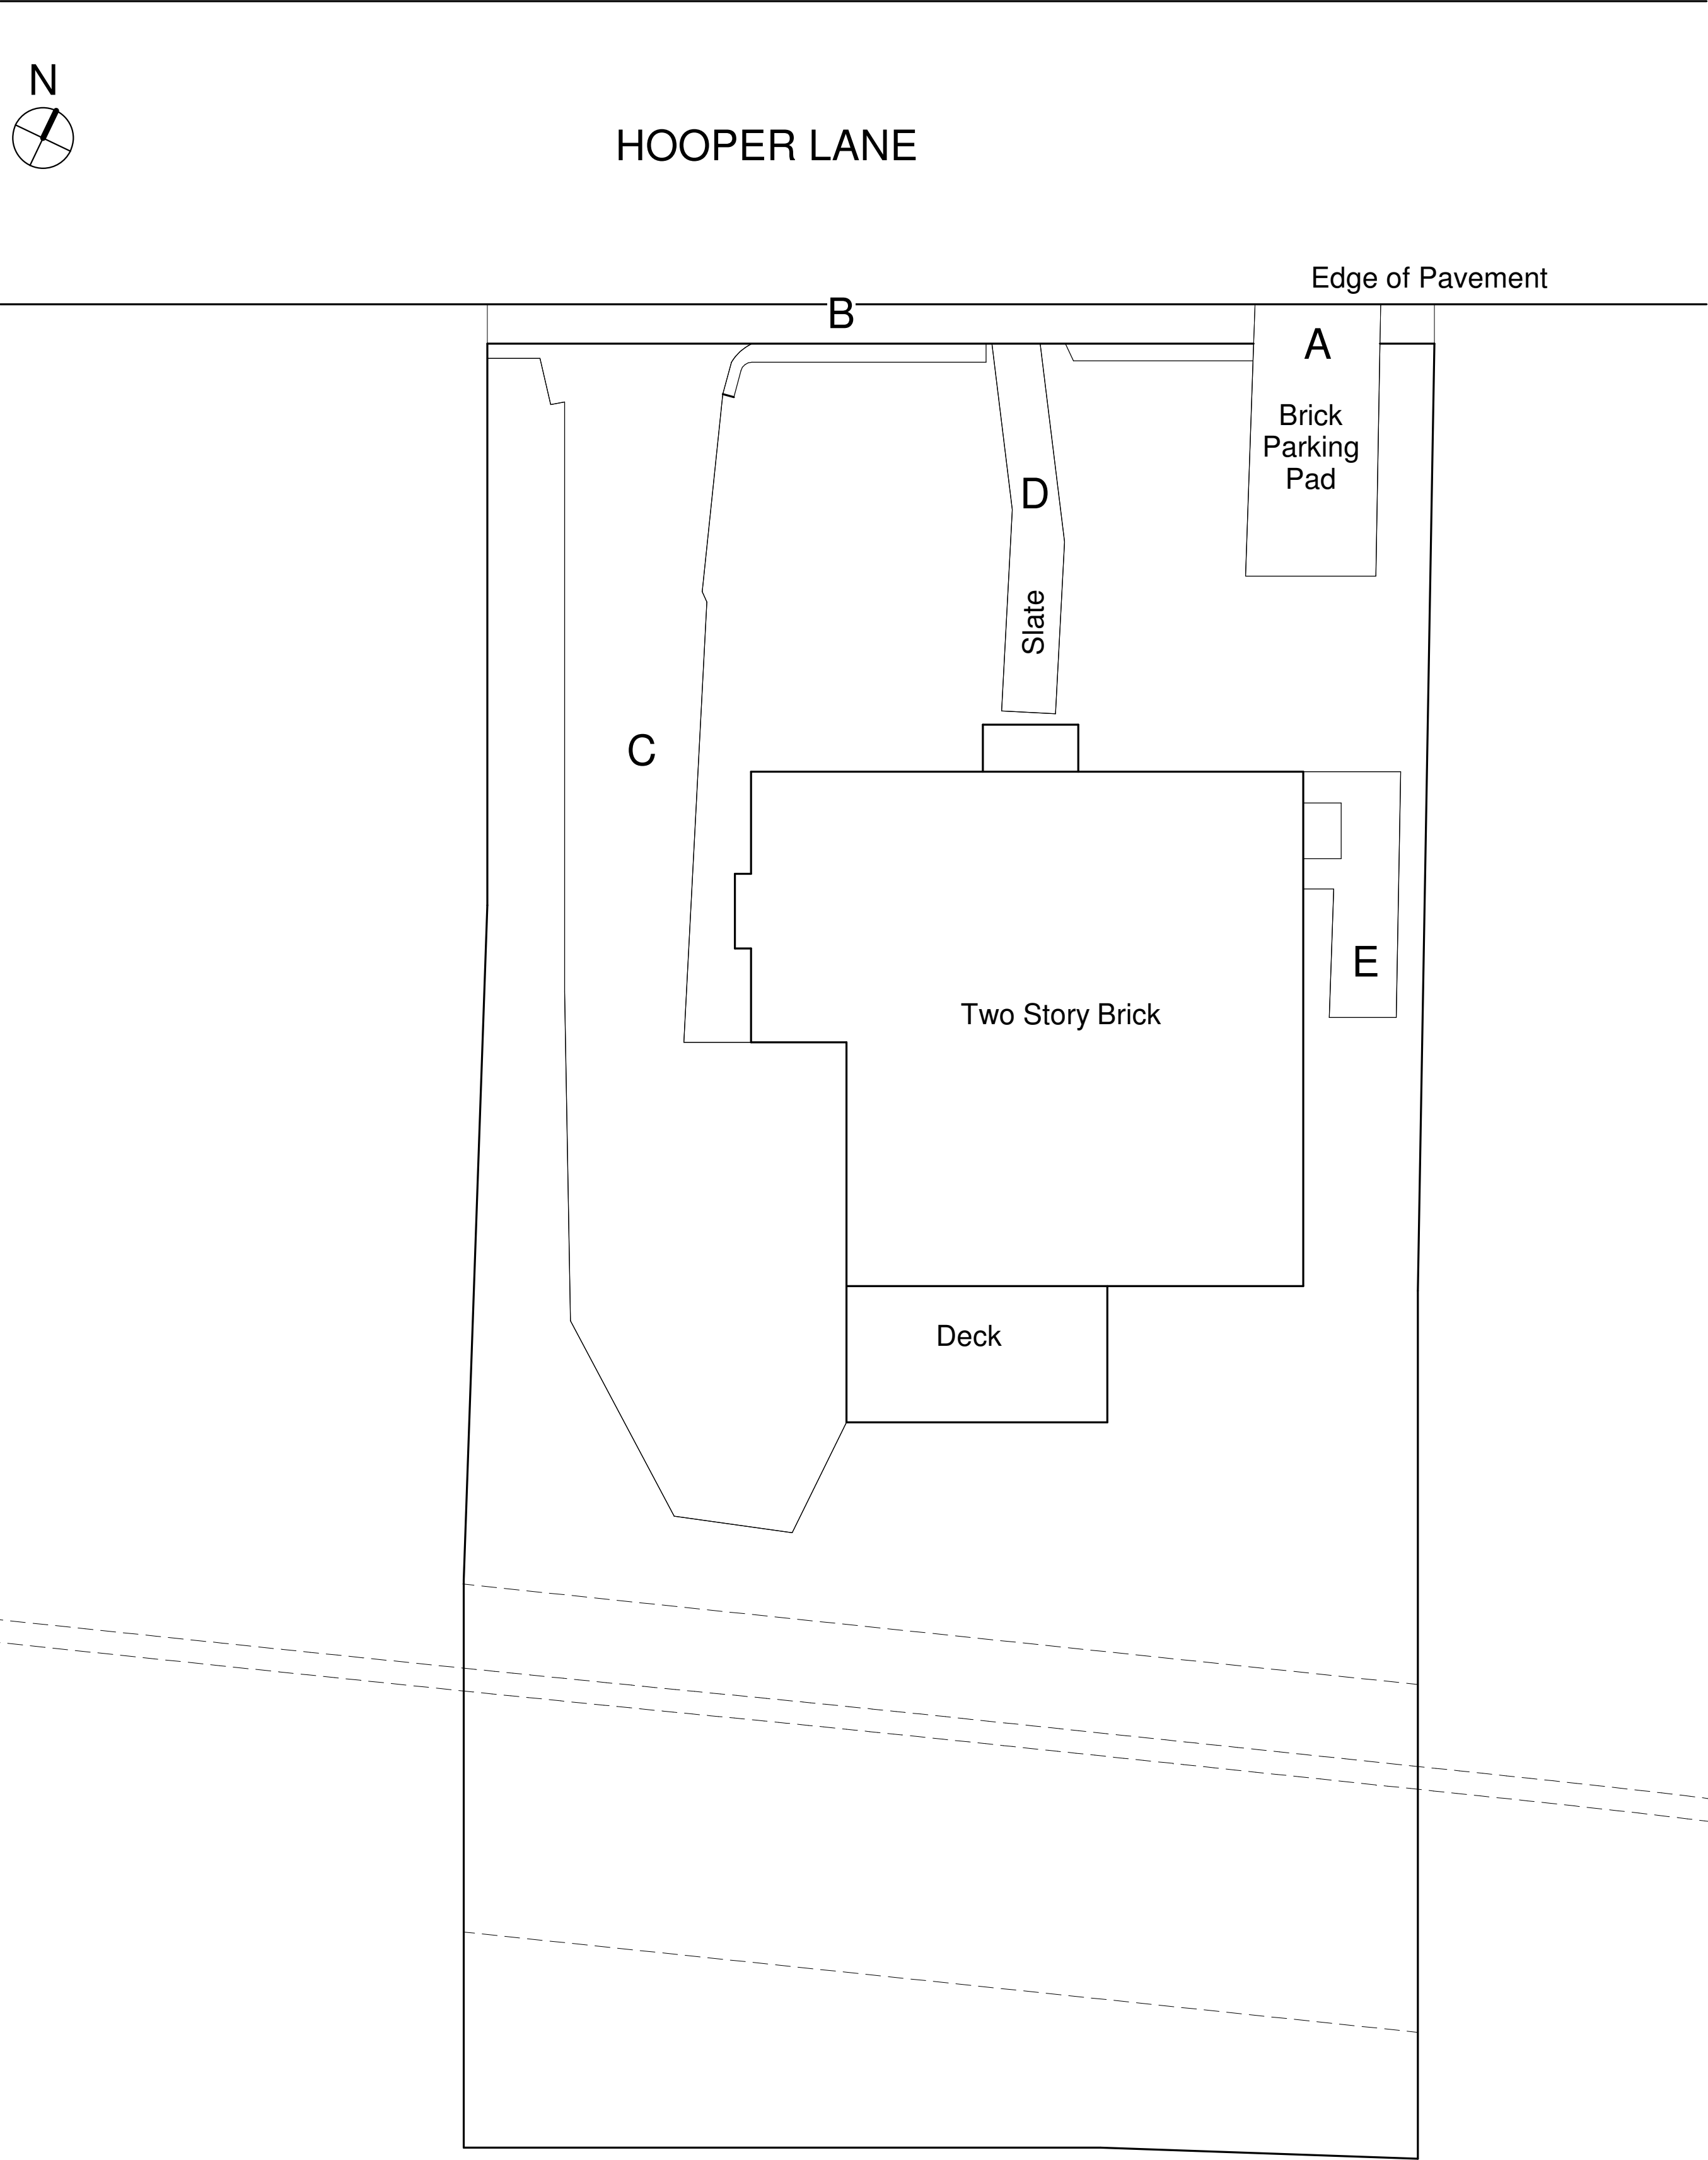 N
HOOPER LANE
Edge of Pavement
B
A
Brick
Parking
Pad
D
Slate
C
E
Two Story Brick
Deck